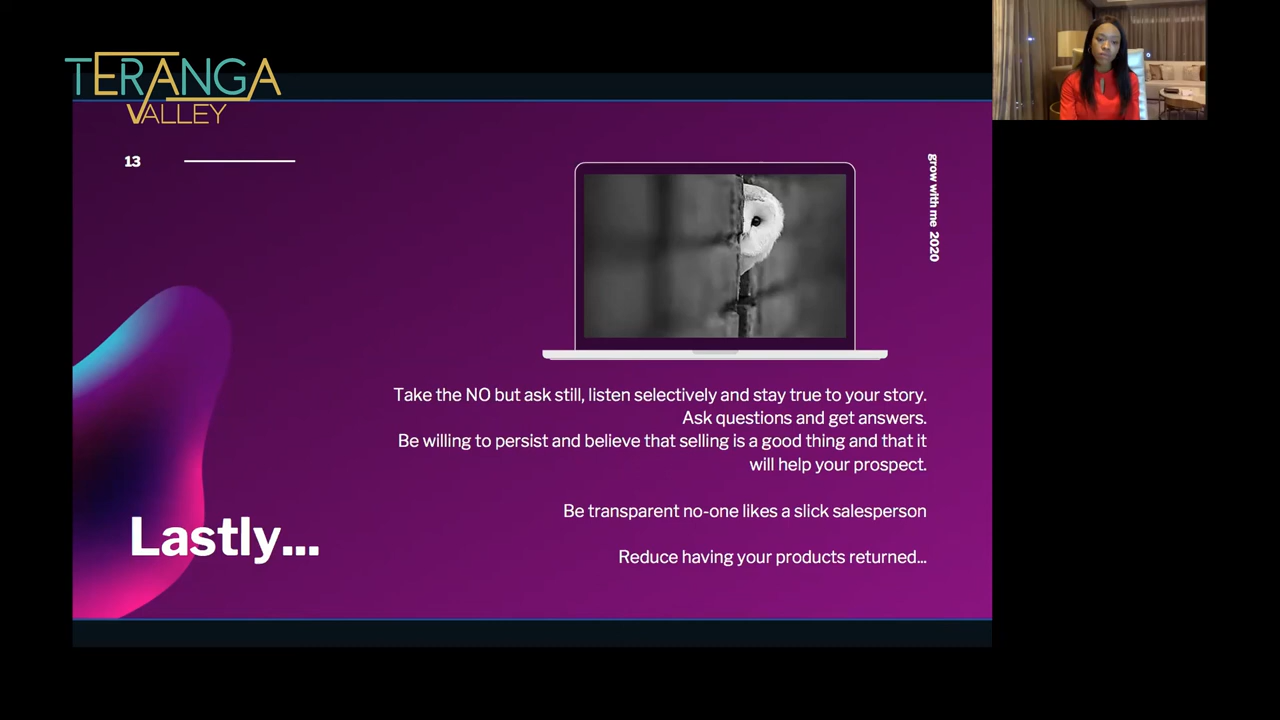 TERANGA
VALLEY
13
grow with me 2020
Take the NO but ask still, listen selectively and stay true to your story.
Ask questions and get answers.
Be willing to persist and believe that selling is a good thing and that it
will help your prospect.
Be transparent no-one likes a slick salesperson
Lastly...
Reduce having your products returned...